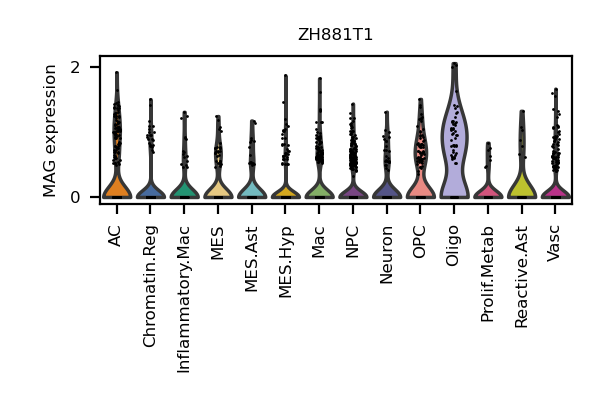 ZH881T1
MAG expression
2
0
AC
Chromatin.Reg
Inflammatory.Mac
MES
MES.Ast
MES.Hyp
Mac
NPC
Neuron
OPC
Oligo
Prolif.Metab
Reactive.Ast
Vasc